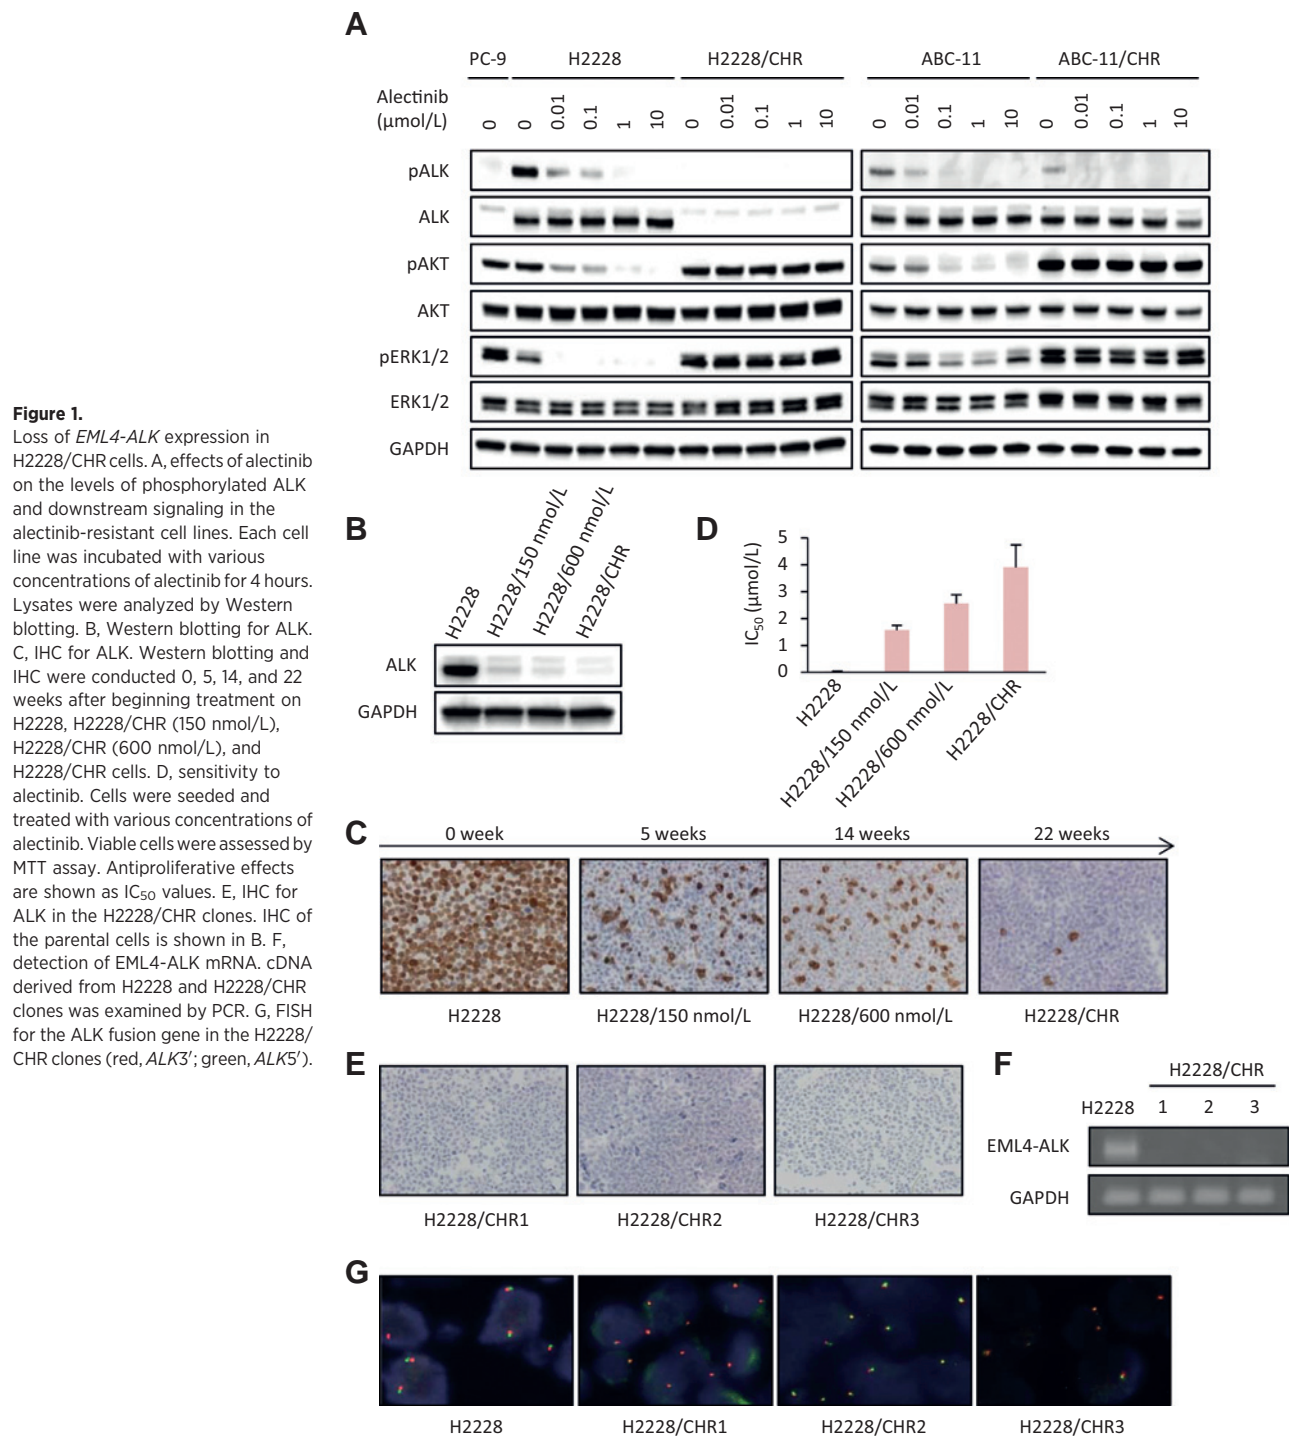 A
PC-9 H2228 H2228/CHR ABC-11 ABC-11/CHR
Alectinib
(μmol/L)
0 0 0.01 0.1 1 10 0 0.01 0.1 1 10 0 0.01 0.1 1 10 0 0.01 0.1 1 10
pALK
ALK
pAKT
AKT
pERK1/2
ERK1/2
GAPDH
Figure 1.
Loss of EML4-ALK expression in
H2228/CHR cells. A, effects of alectinib
on the levels of phosphorylated ALK
and downstream signaling in the
alectinib-resistant cell lines. Each cell
line was incubated with various
concentrations of alectinib for 4 hours.
Lysates were analyzed by Western
blotting. B, Western blotting for ALK.
C, IHC for ALK. Western blotting and
IHC were conducted 0, 5, 14, and 22
weeks after beginning treatment on
H2228, H2228/CHR (150 nmol/L),
H2228/CHR (600 nmol/L), and
H2228/CHR cells. D, sensitivity to
alectinib. Cells were seeded and
treated with various concentrations of
alectinib. Viable cells were assessed by
MTT assay. Antiproliferative effects
are shown as IC50 values. E, IHC for
ALK in the H2228/CHR clones. IHC of
the parental cells is shown in B. F,
detection of EML4-ALK mRNA. cDNA
derived from H2228 and H2228/CHR
clones was examined by PCR. G, FISH
for the ALK fusion gene in the H2228/
CHR clones (red, ALK3′; green, ALK5′).
B
H2228
H2228/150 nmol/L
H2228/600 nmol/L
H2228/CHR
ALK
GAPDH
D
IC50 (μmol/L)
5
4
3
2
1
0
H2228
H2228/150 nmol/L
H2228/600 nmol/L
H2228/CHR
C
0 week 5 weeks 14 weeks 22 weeks
H2228 H2228/150 nmol/L H2228/600 nmol/L H2228/CHR
E
H2228/CHR1 H2228/CHR2 H2228/CHR3
F
H2228/CHR
H2228 1 2 3
EML4-ALK
GAPDH
G
H2228 H2228/CHR1 H2228/CHR2 H2228/CHR3